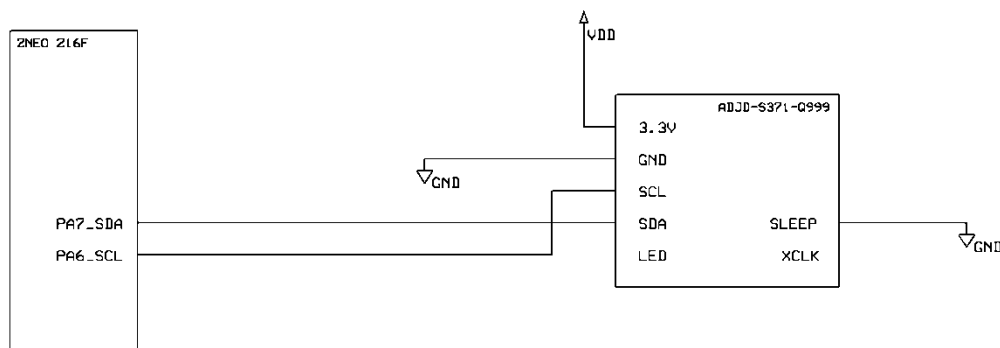 ZNEO Z16F
VDD
ADJD-S371-Q999
3.3V
GND
GND
SCL
PA7_SDA
SDA
SLEEP
GND
PA6_SCL
LED
XCLK